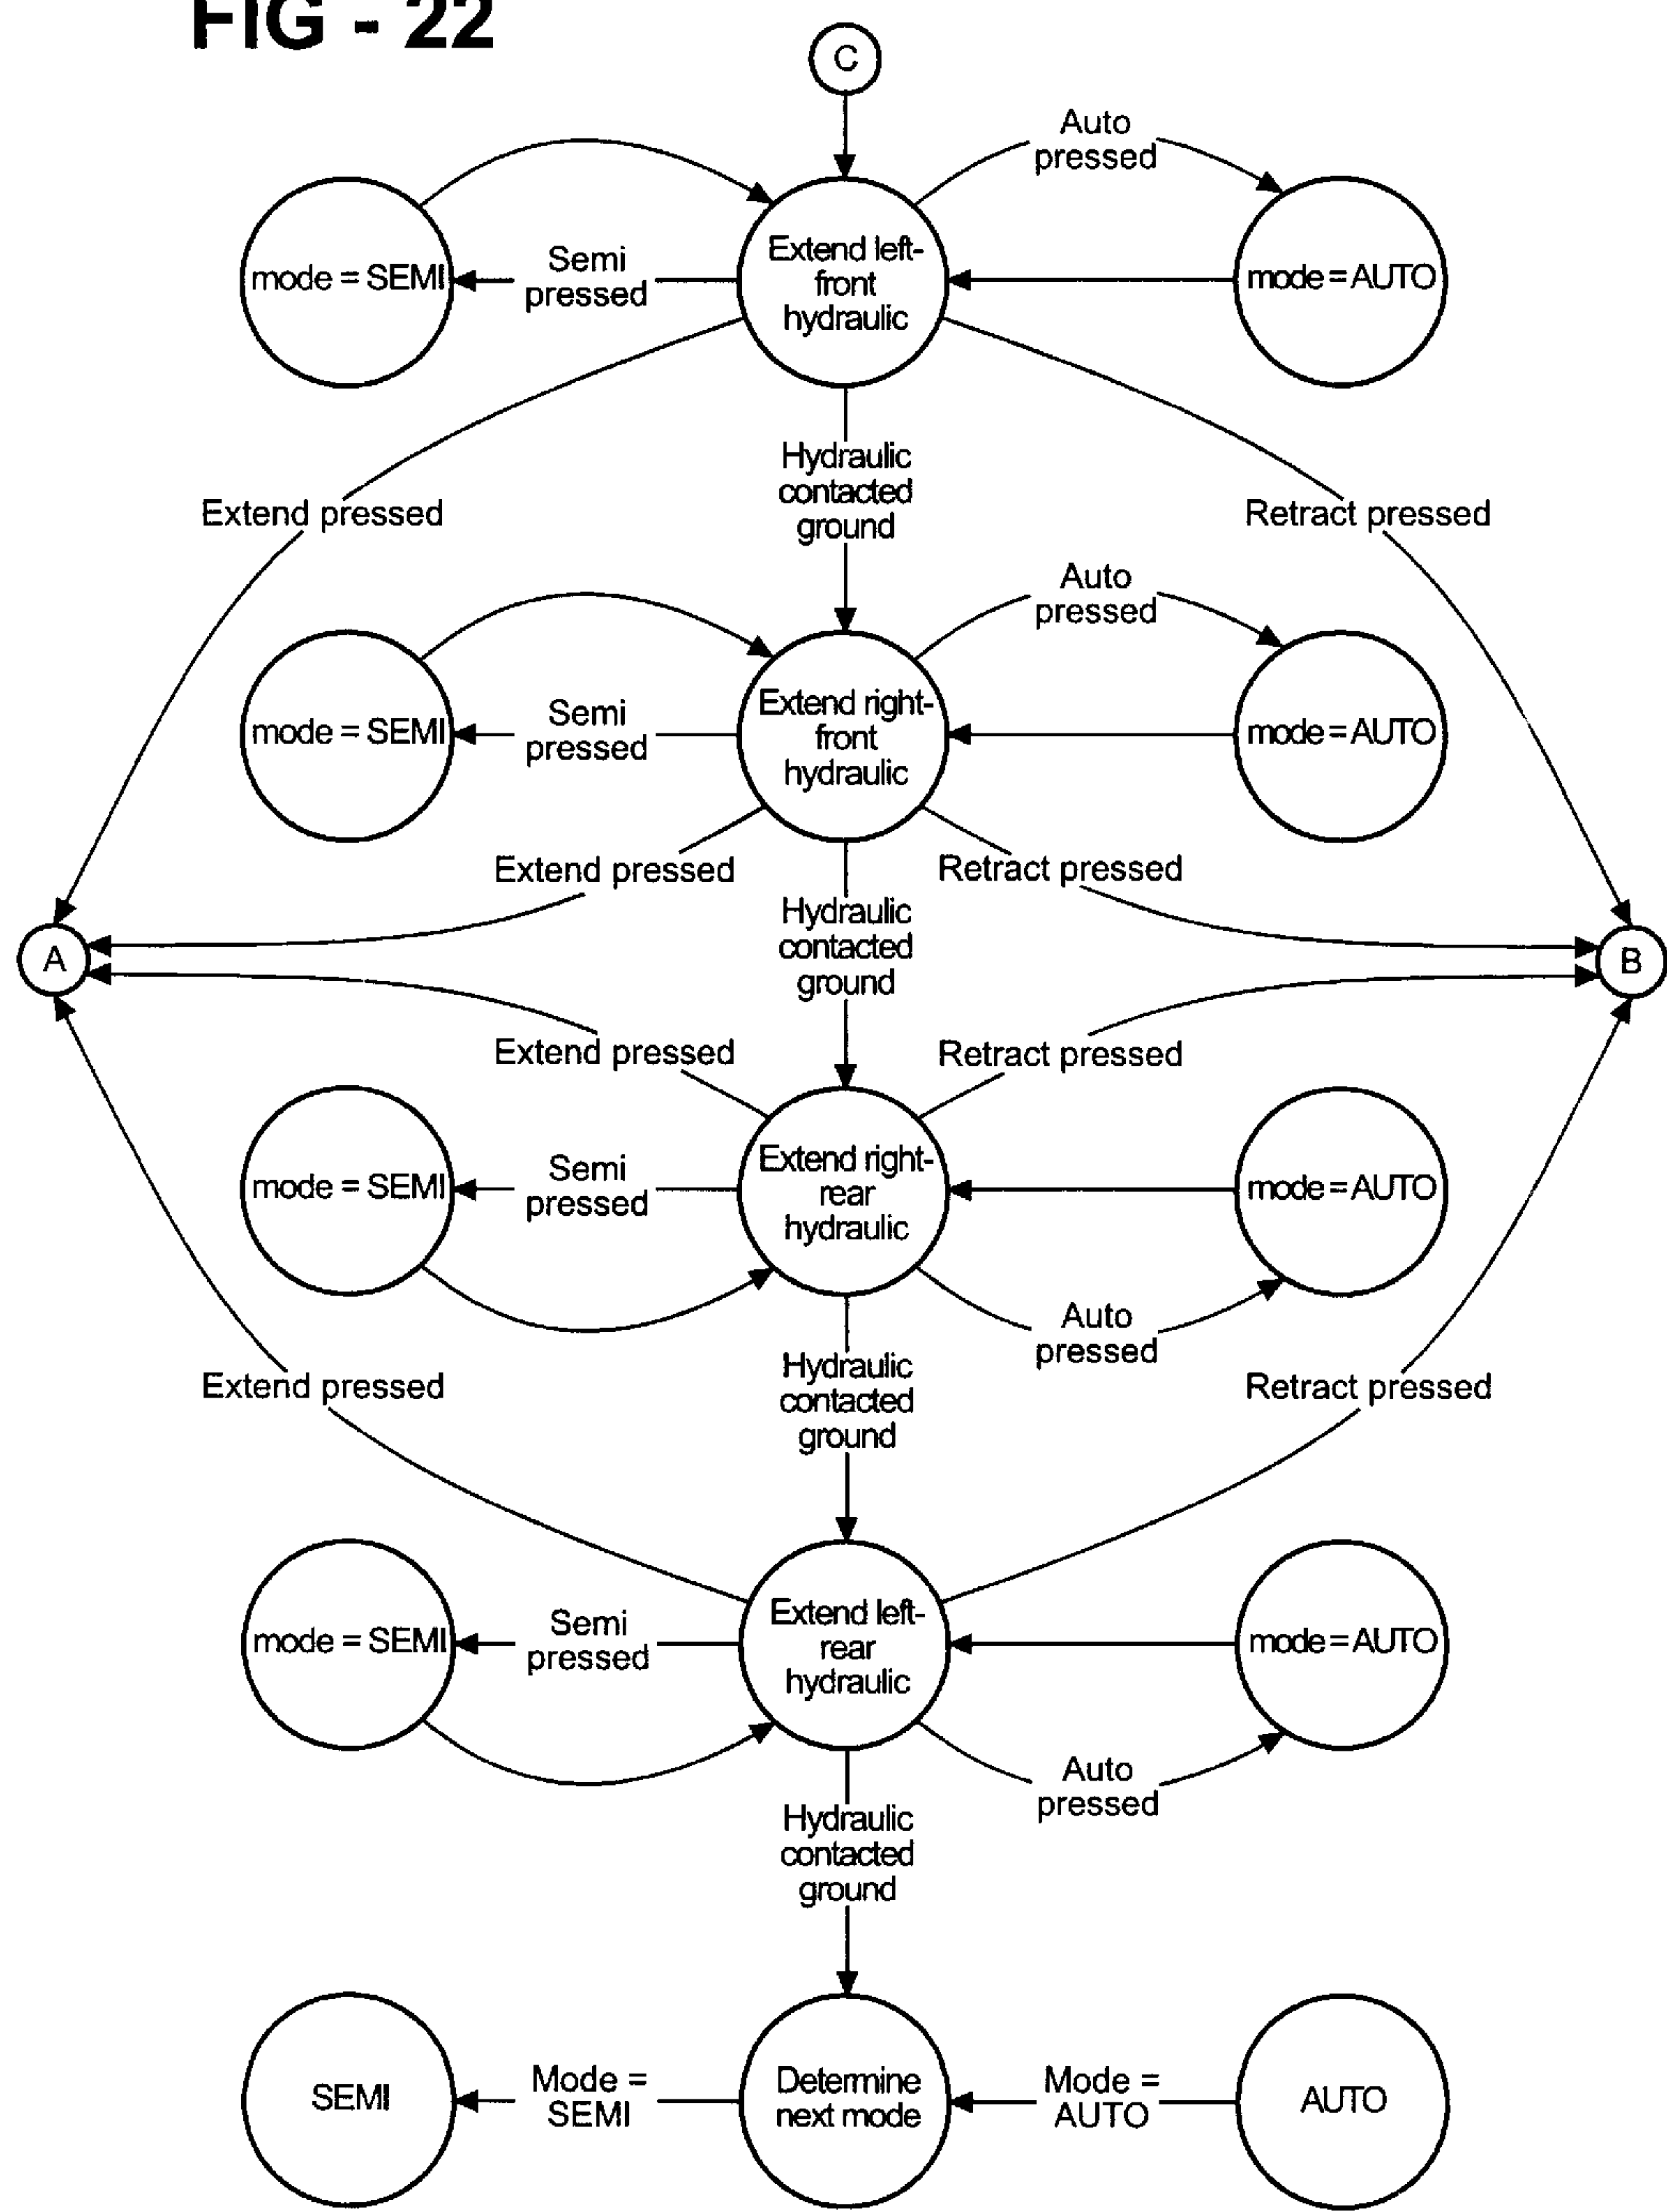 FIG - 22
C
Auto
pressed
mode = SEMI
Semi
pressed
Extend left-
front
hydraulic
mode = AUTO
Extend pressed
Hydraulic
contacted
ground
Retract pressed
Auto
pressed
mode = SEMI
Semi
pressed
Extend right-
front
hydraulic
mode = AUTO
Extend pressed
Retract pressed
Hydraulic
contacted
ground
A
B
Extend pressed
Retract pressed
mode = SEMI
Semi
pressed
Extend right-
rear
hydraulic
mode = AUTO
Auto
pressed
Extend pressed
Hydraulic
contacted
ground
Retract pressed
mode = SEMI
Semi
pressed
Extend left-
rear
hydraulic
mode = AUTO
Auto
pressed
Hydraulic
contacted
ground
SEMI
Mode =
SEMI
Determine
next mode
Mode =
AUTO
AUTO